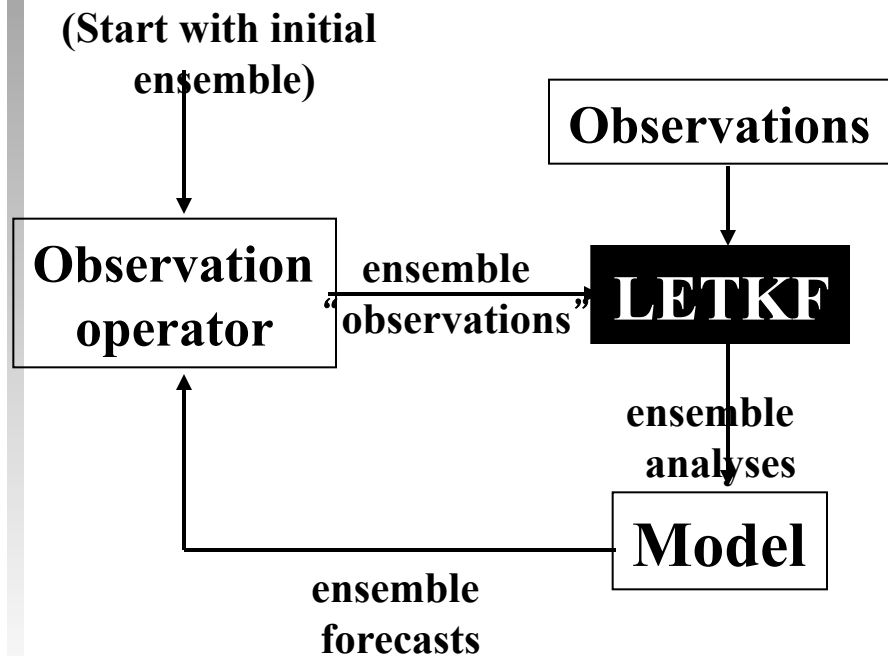 (Start with initial
ensemble)
Observations
Observation
operator
ensemble
“observations”
LETKF
ensemble
analyses
Model
ensemble
forecasts